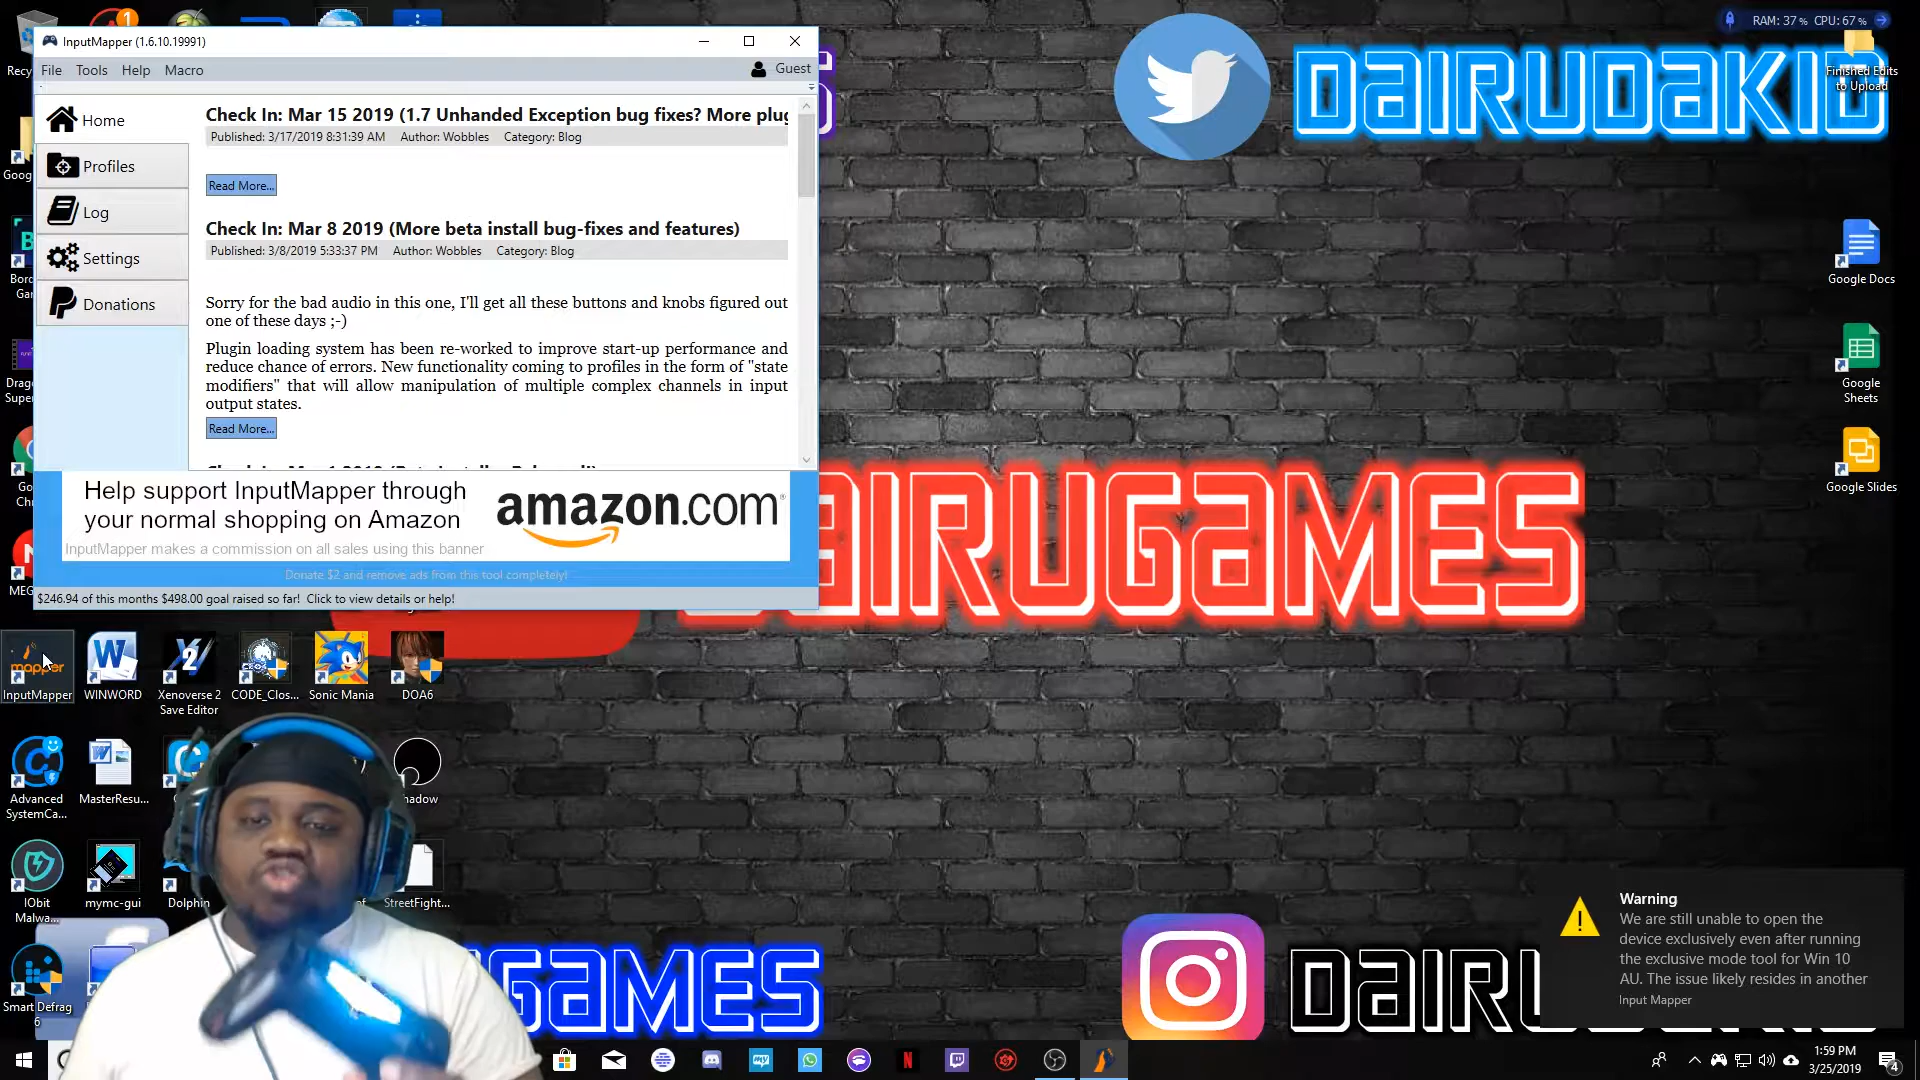 InputMapper (1.6.10.19991)
File Tools Help Macro
Guest
Home
Profiles
Log
Settings
Donations
Check In: Mar 15 2019 (1.7 Unhanded Exception bug fixes? More plug
Published: 3/17/2019 8:31:39 AM Author: Wobbles Category: Blog
Read More...
Check In: Mar 8 2019 (More beta install bug-fixes and features)
Published: 3/8/2019 5:33:37 PM Author: Wobbles Category: Blog
Sorry for the bad audio in this one, I'll get all these buttons and knobs figured out
one of these days ;-)
Plugin loading system has been re-worked to improve start-up performance and
reduce chance of errors. New functionality coming to profiles in the form of "state
modifiers" that will allow manipulation of multiple complex channels in input
output states.
Read More...
Help support InputMapper through
your normal shopping on Amazon
amazon.com
InputMapper makes a commission on all sales using this banner
Donate $2 and remove ads from this tool completely!
$246.94 of this months $498.00 goal raised so far! Click to view details or help!
RAM: 37 % CPU: 67 %
DAIRUDAKID
Finished Edits
to Upload
Google Docs
Google
Sheets
Google Slides
AIRUGAMES
mapper
InputMapper
WINWORD
Xenoverse 2
Save Editor
CODE_Clos...
Sonic Mania
DOA6
Advanced
SystemCa...
MasterResu...
hadow
IObit
Malwa...
mymc-gui
Dolphin
StreetFight...
Smart Defrag
6
GAMES
DAIRU
Warning
We are still unable to open the
device exclusively even after running
the exclusive mode tool for Win 10
AU. The issue likely resides in another
Input Mapper
1:59 PM
3/25/2019
4